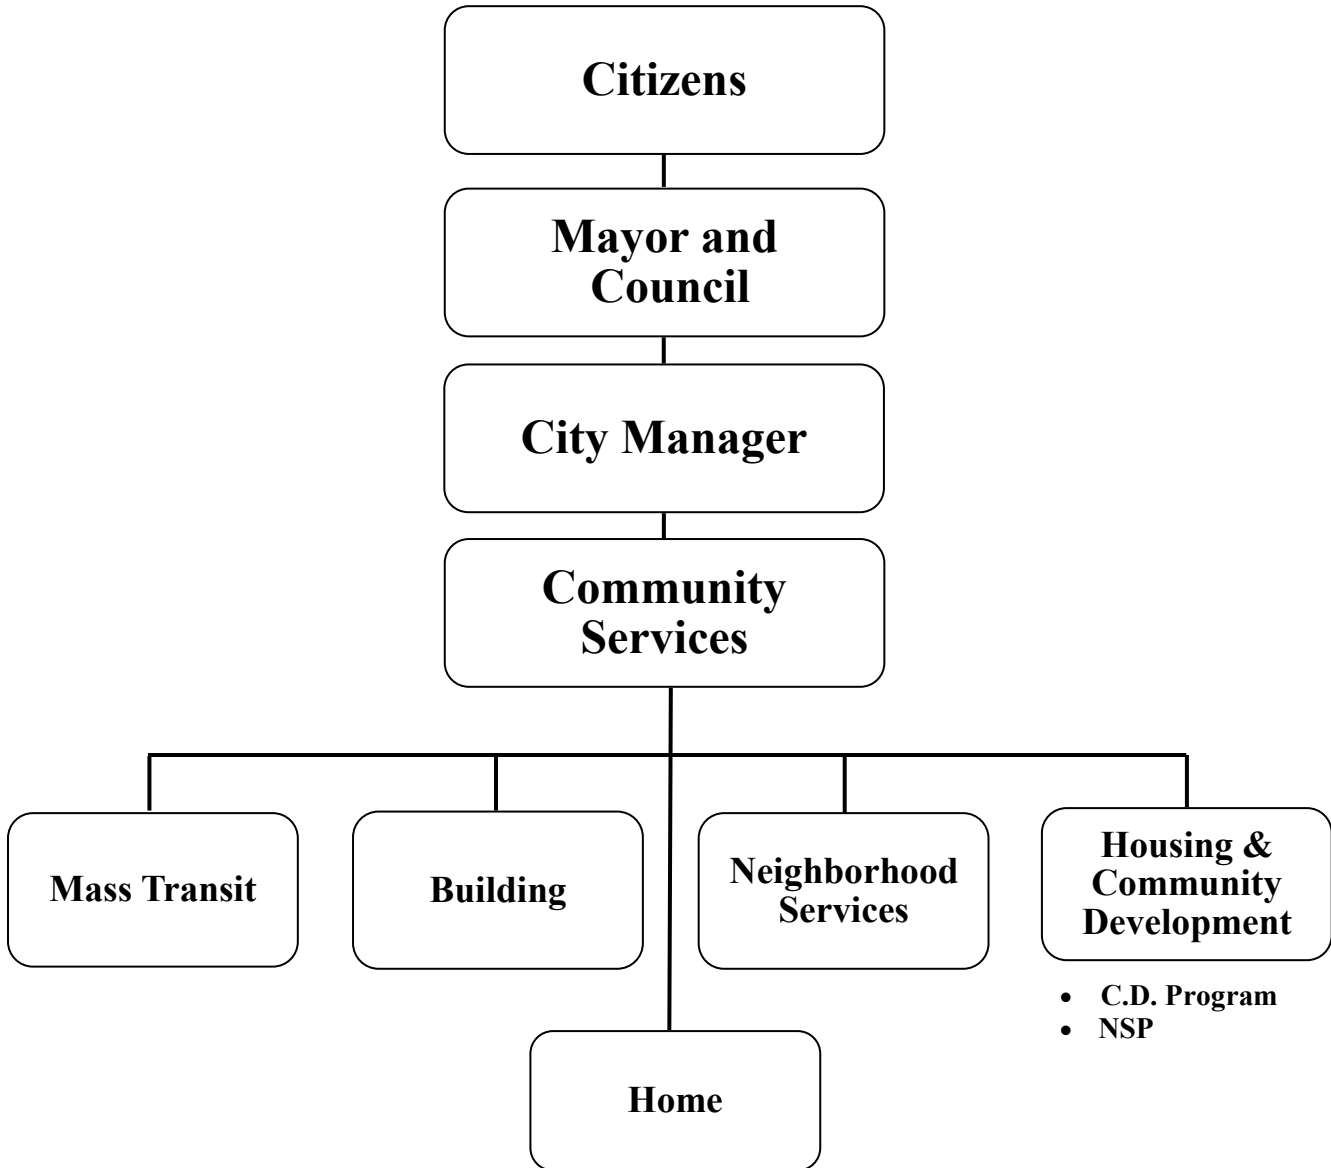 Citizens
Mayor and
Council
City Manager
Community
Services
Mass Transit
Building
Neighborhood
Services
Housing &
Community
Development
• C.D. Program
• NSP
Home